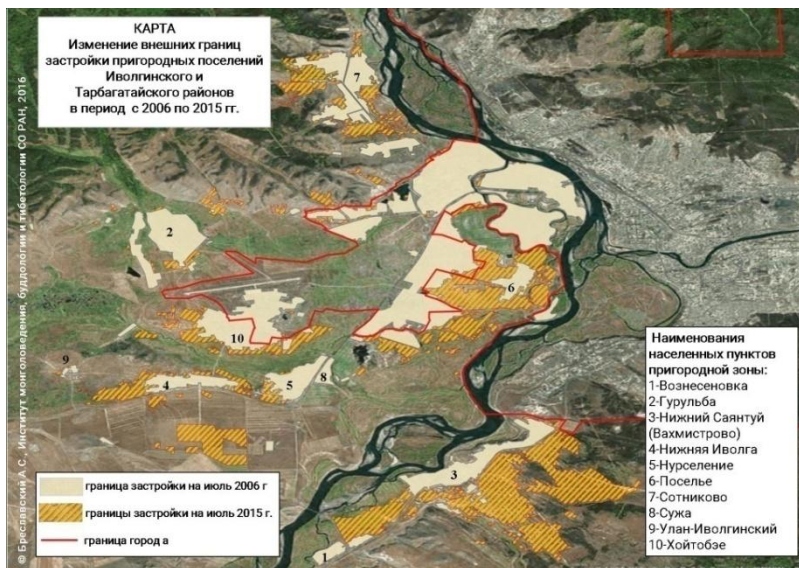 КАРТА
Изменение внешних границ
застройки пригородных поселений
Иволгинского и
Тарбагатайского районов
в период с 2006 по 2015 гг.
© Бреславский А.С., Институт монголоведения, буддологии и тибетологии СО РАН, 2016
7
2
6
10
9
4
5
8
3
1
граница застройки на июль 2006 г
границы застройки на июль 2015 г.
граница город а
Наименования
населенных пунктов
пригородной зоны:
1-Вознесеновка
2-Гурульба
3-Нижний Саянтуй
(Вахмистрово)
4-Нижняя Иволга
5-Нурселение
6-Поселье
7-Сотниково
8-Сужа
9-Улан-Иволгинский
10-Хойтобэе